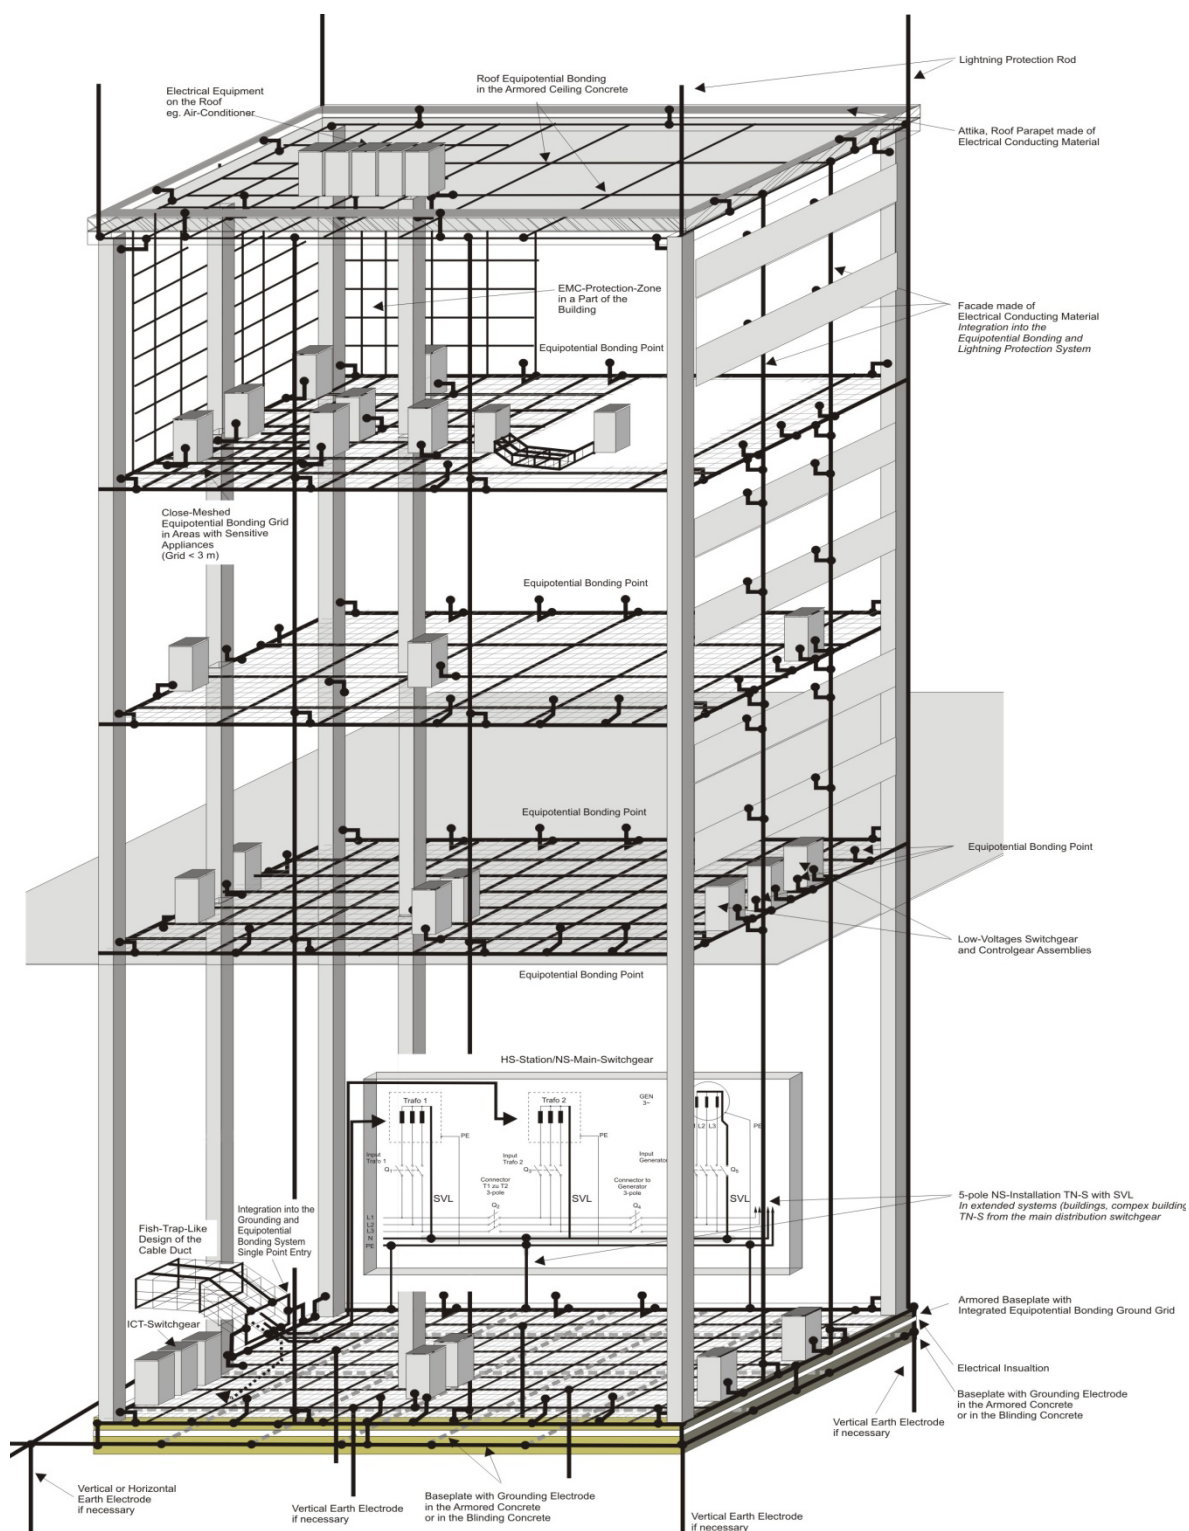 Lightning Protection Rod
Electrical Equipment
on the Roof
eg. Air-Conditioner
Roof Equipotential Bonding
in the Armored Ceiling Concrete
Attika, Roof Parapet made of
Electrical Conducting Material
EMC-Protection-Zone
in a Part of the
Building
Facade made of
Electrical Conducting Material
Integration into the
Equipotential Bonding and
Lightning Protection System
Equipotential Bonding Point
Close-Meshed
Equipotential Bonding Grid
in Areas with Sensitive
Appliances
(Grid < 3 m)
Equipotential Bonding Point
Equipotential Bonding Point
Equipotential Bonding Point
Low-Voltages Switchgear
and Controlgear Assemblies
Equipotential Bonding Point
HS-Station/NS-Main-Switchgear
Trafo 1
Trafo 2
GEN
3~
L2 L3
PE
PE
PE
Input
Trafo 1
Input
Trafo 2
Input
Generator
Q1
Q2
Q5
Connector
T1 zu T2
3-pole
Connector to
Generator
3-pole
Q3
Q4
SVL
SVL
SVL
L1
L2
L3
N
PE
5-pole NS-Installation TN-S with SVL
In extended systems (buildings, compex building
TN-S from the main distribution switchgear
Integration into the
Grounding and
Equipotential
Bonding System
Single Point Entry
Fish-Trap-Like
Design of the
Cable Duct
ICT-Switchgear
Armored Baseplate with
Integrated Equipotential Bonding Ground Grid
Electrical Insualtion
Baseplate with Grounding Electrode
in the Armored Concrete
or in the Blinding Concrete
Vertical Earth Electrode
if necessary
Vertical or Horizontal
Earth Electrode
if necessary
Vertical Earth Electrode
if necessary
Baseplate with Grounding Electrode
in the Armored Concrete
or in the Blinding Concrete
Vertical Earth Electrode
if necessary